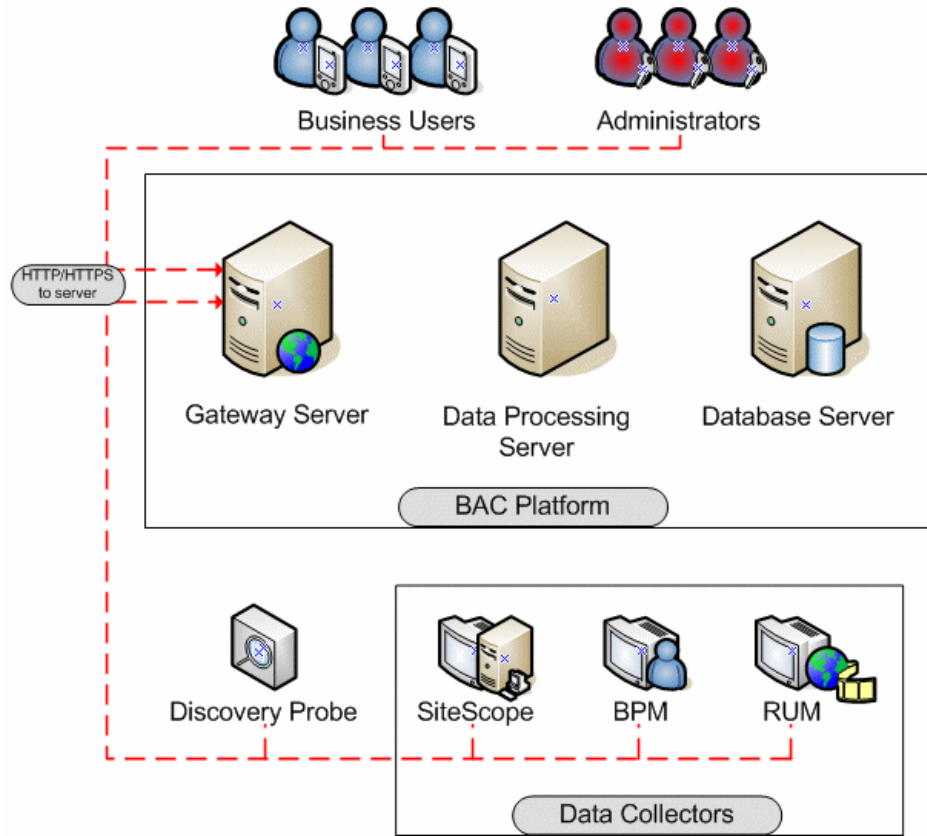 Business Users
Administrators
HTTP/HTTPS
to server
Gateway Server
Data Processing
Server
Database Server
BAC Platform
Discovery Probe
SiteScope
BPM
RUM
Data Collectors